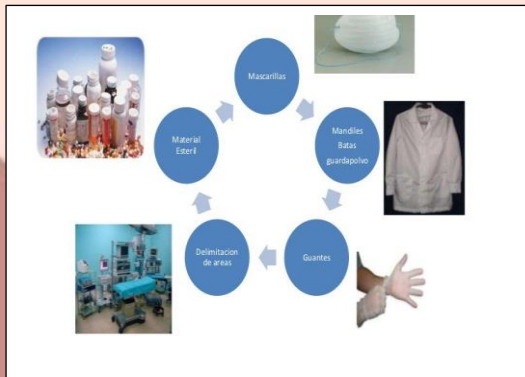 Mascarillas
Mandiles
Batas
guardapolvo
Guantes
Delimitacion
de areas
Material
Esteril